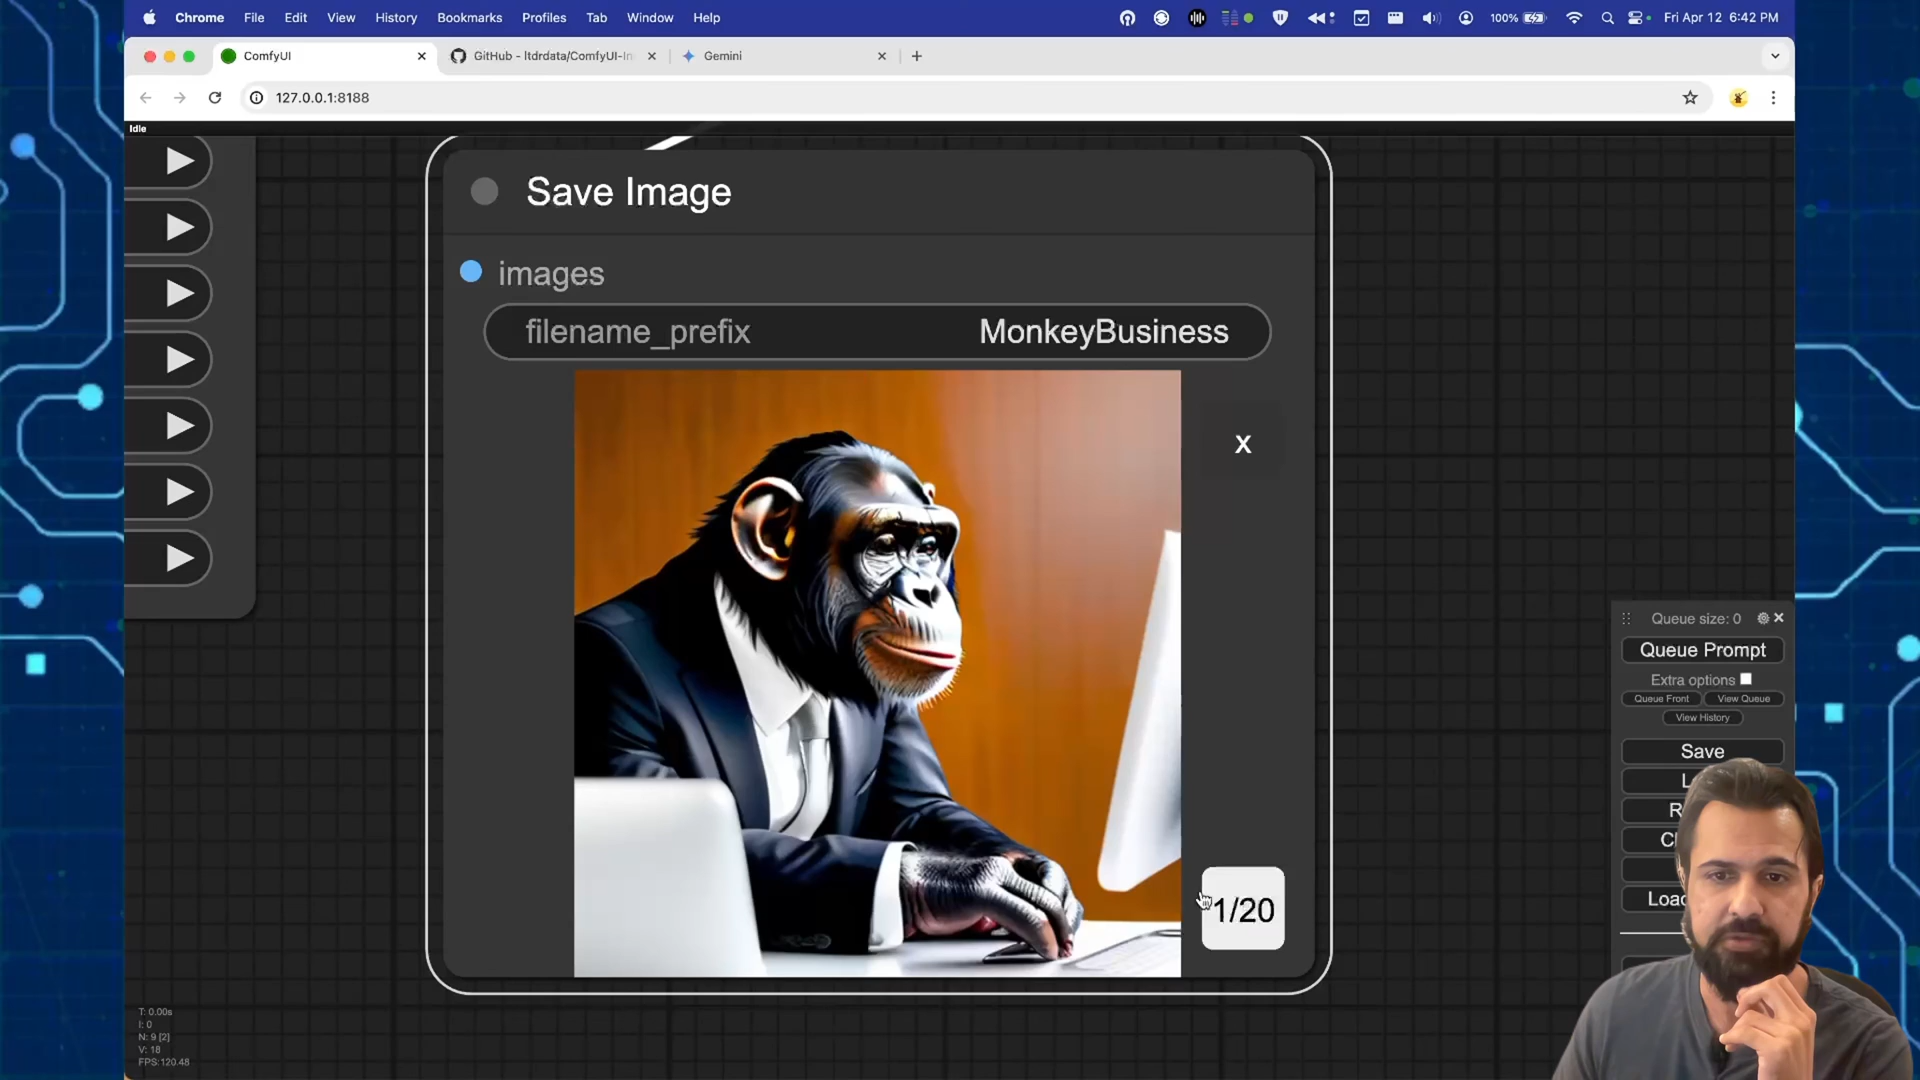 Chrome File Edit View History Bookmarks Profiles Tab Window Help
100% Fri Apr 12 6:42 PM
ComfyUI
GitHub - ltdrdata/ComfyUI-In
Gemini
127.0.0.1:8188
Idle
Save Image
images
filename_prefix MonkeyBusiness
X
1/20
Queue size: 0
Queue Prompt
Extra options
Queue Front View Queue
View History
Save
T: 0.00s
I: 0
N: 9 [2]
V: 18
FPS:120.48